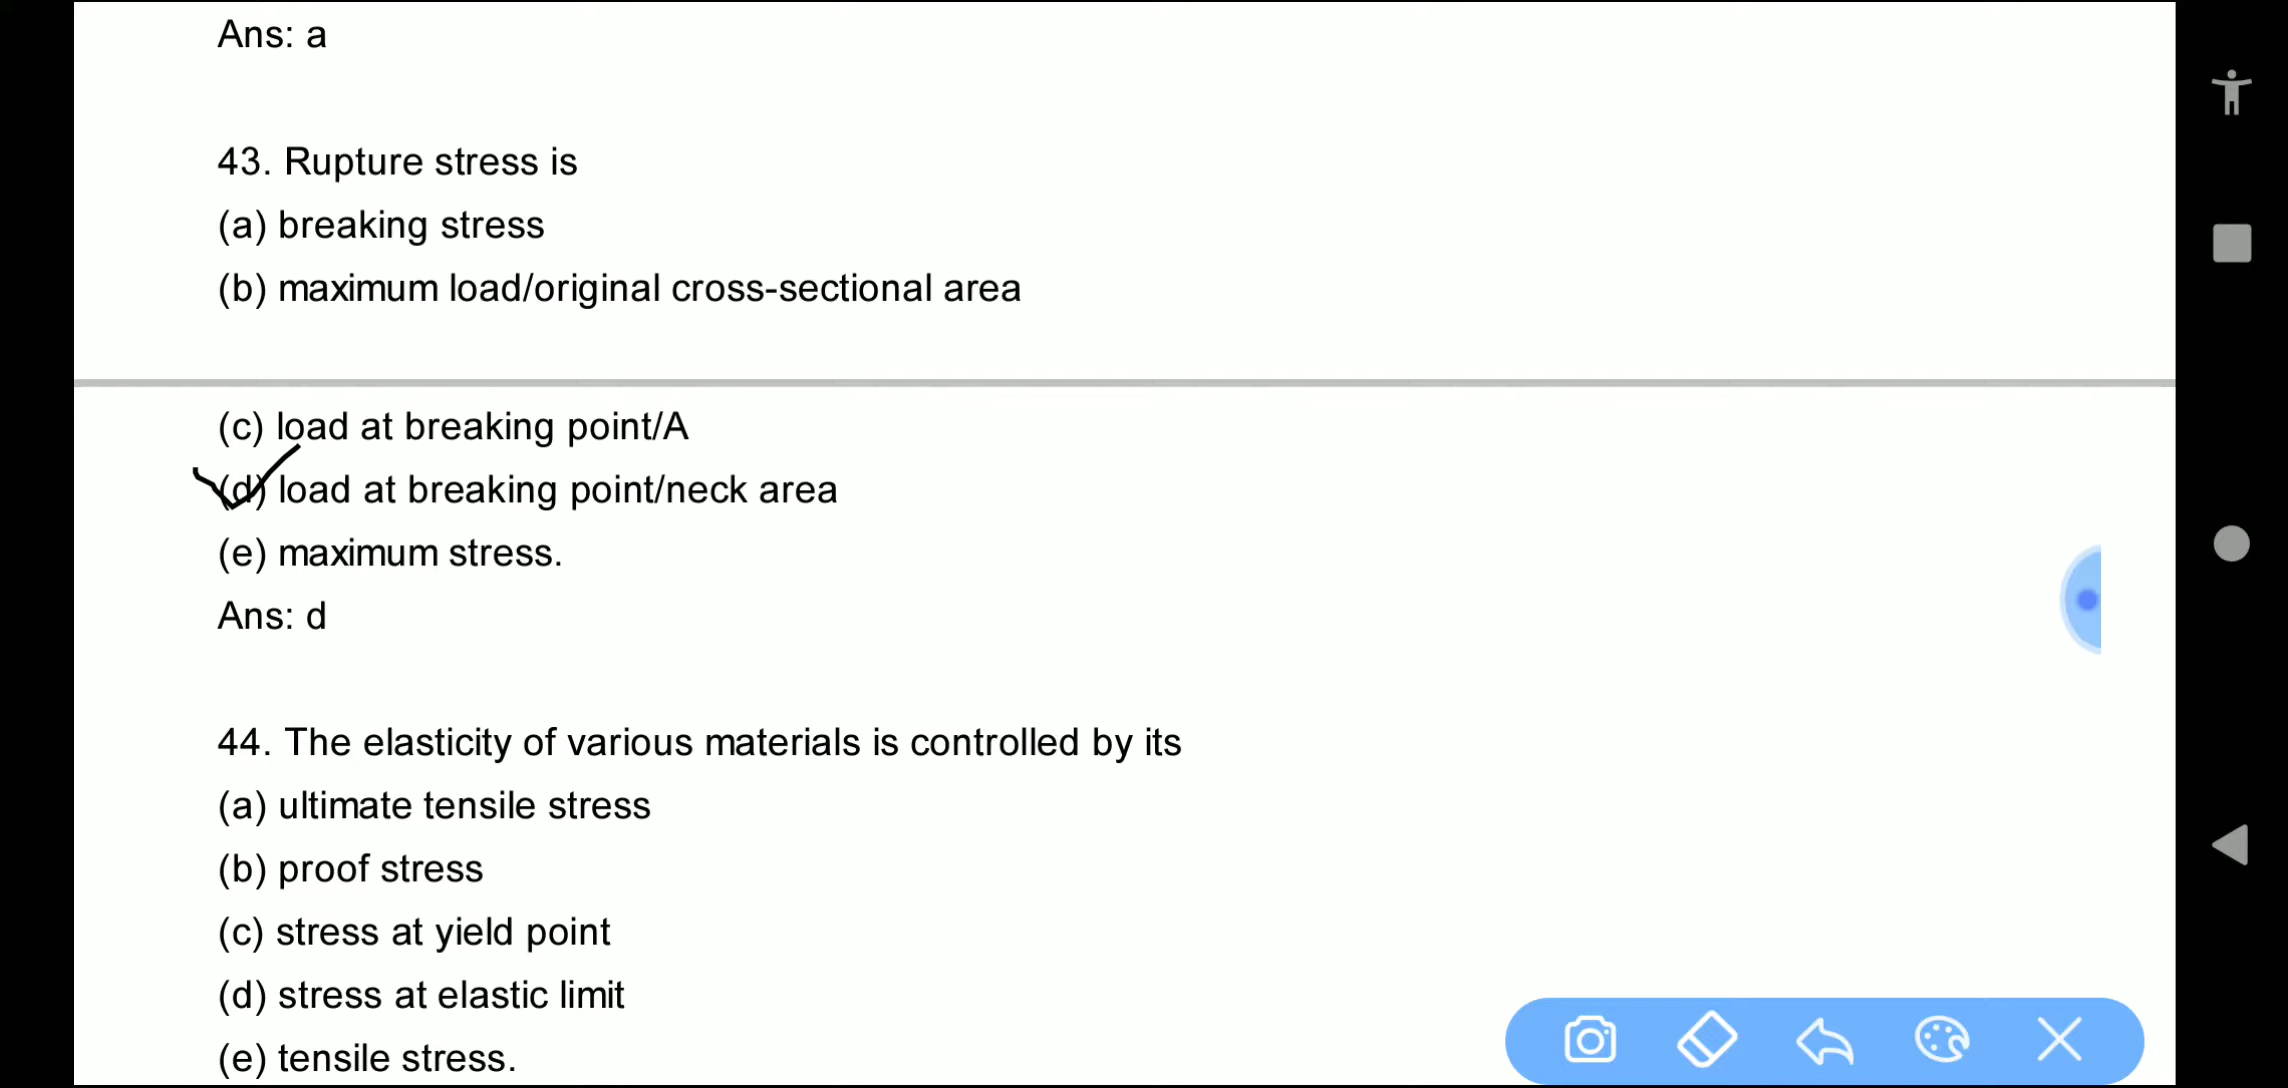 Ans: a
43. Rupture stress is
(a) breaking stress
(b) maximum load/original cross-sectional area
(c) load at breaking point/A
(d) load at breaking point/neck area
(e) maximum stress.
Ans: d
44. The elasticity of various materials is controlled by its
(a) ultimate tensile stress
(b) proof stress
(c) stress at yield point
(d) stress at elastic limit
(e) tensile stress.